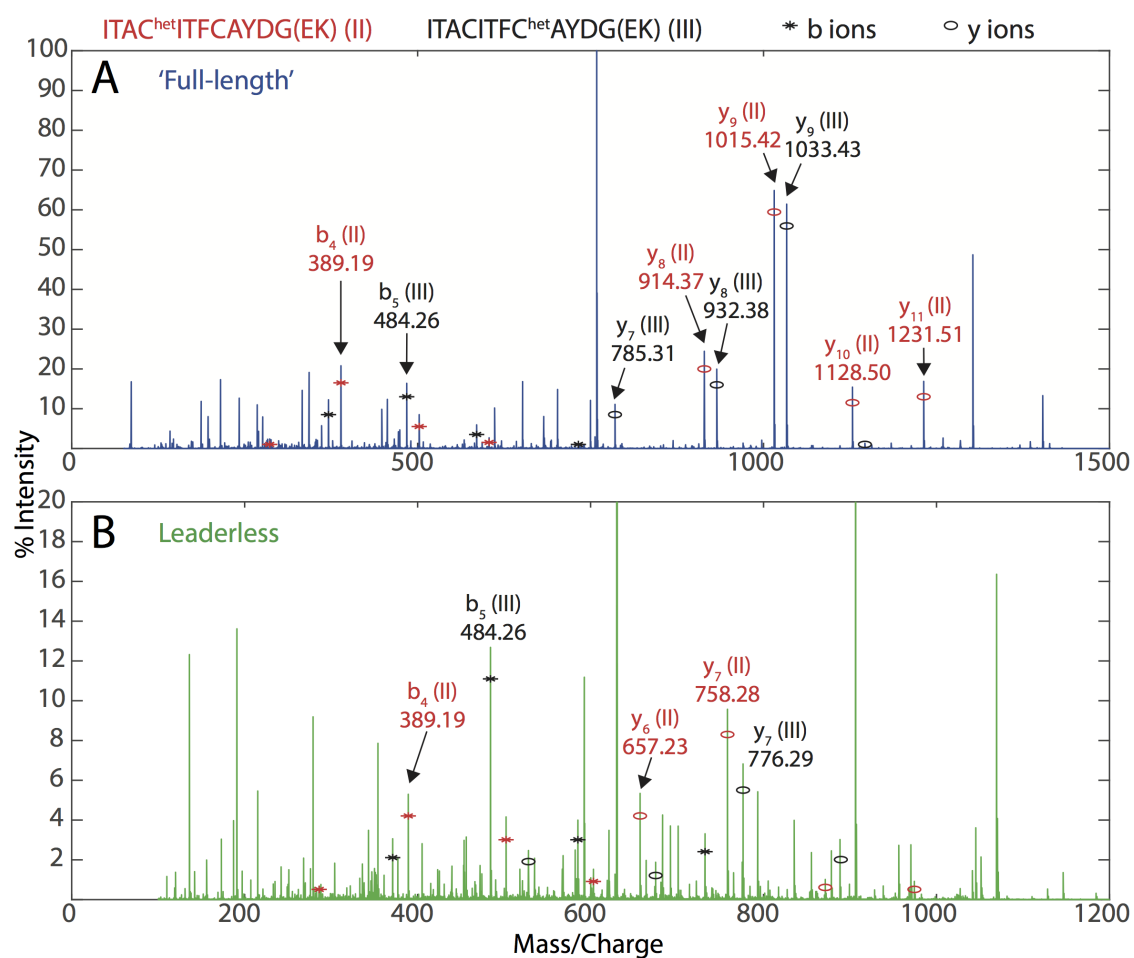 ITAC^hetITFCAYDG(EK) (II) ITACITFC^hetAYDG(EK) (III) b ions y ions
A 'Full-length'
100
90
80
70
60
50
40
30
20
10
y9 (II)
1015.42
y9 (III)
1033.43
b4 (II)
389.19
b5 (III)
484.26
y8 (II)
914.37
y8 (III)
932.38
y7 (III)
785.31
y10 (II)
1128.50
y11 (II)
1231.51
0 500 1000 1500
% Intensity
B Leaderless
20
18
16
14
12
10
8
6
4
2
b5 (III)
484.26
b4 (II)
389.19
y6 (II)
657.23
y7 (II)
758.28
y7 (III)
776.29
0 200 400 600 800 1000 1200
Mass/Charge